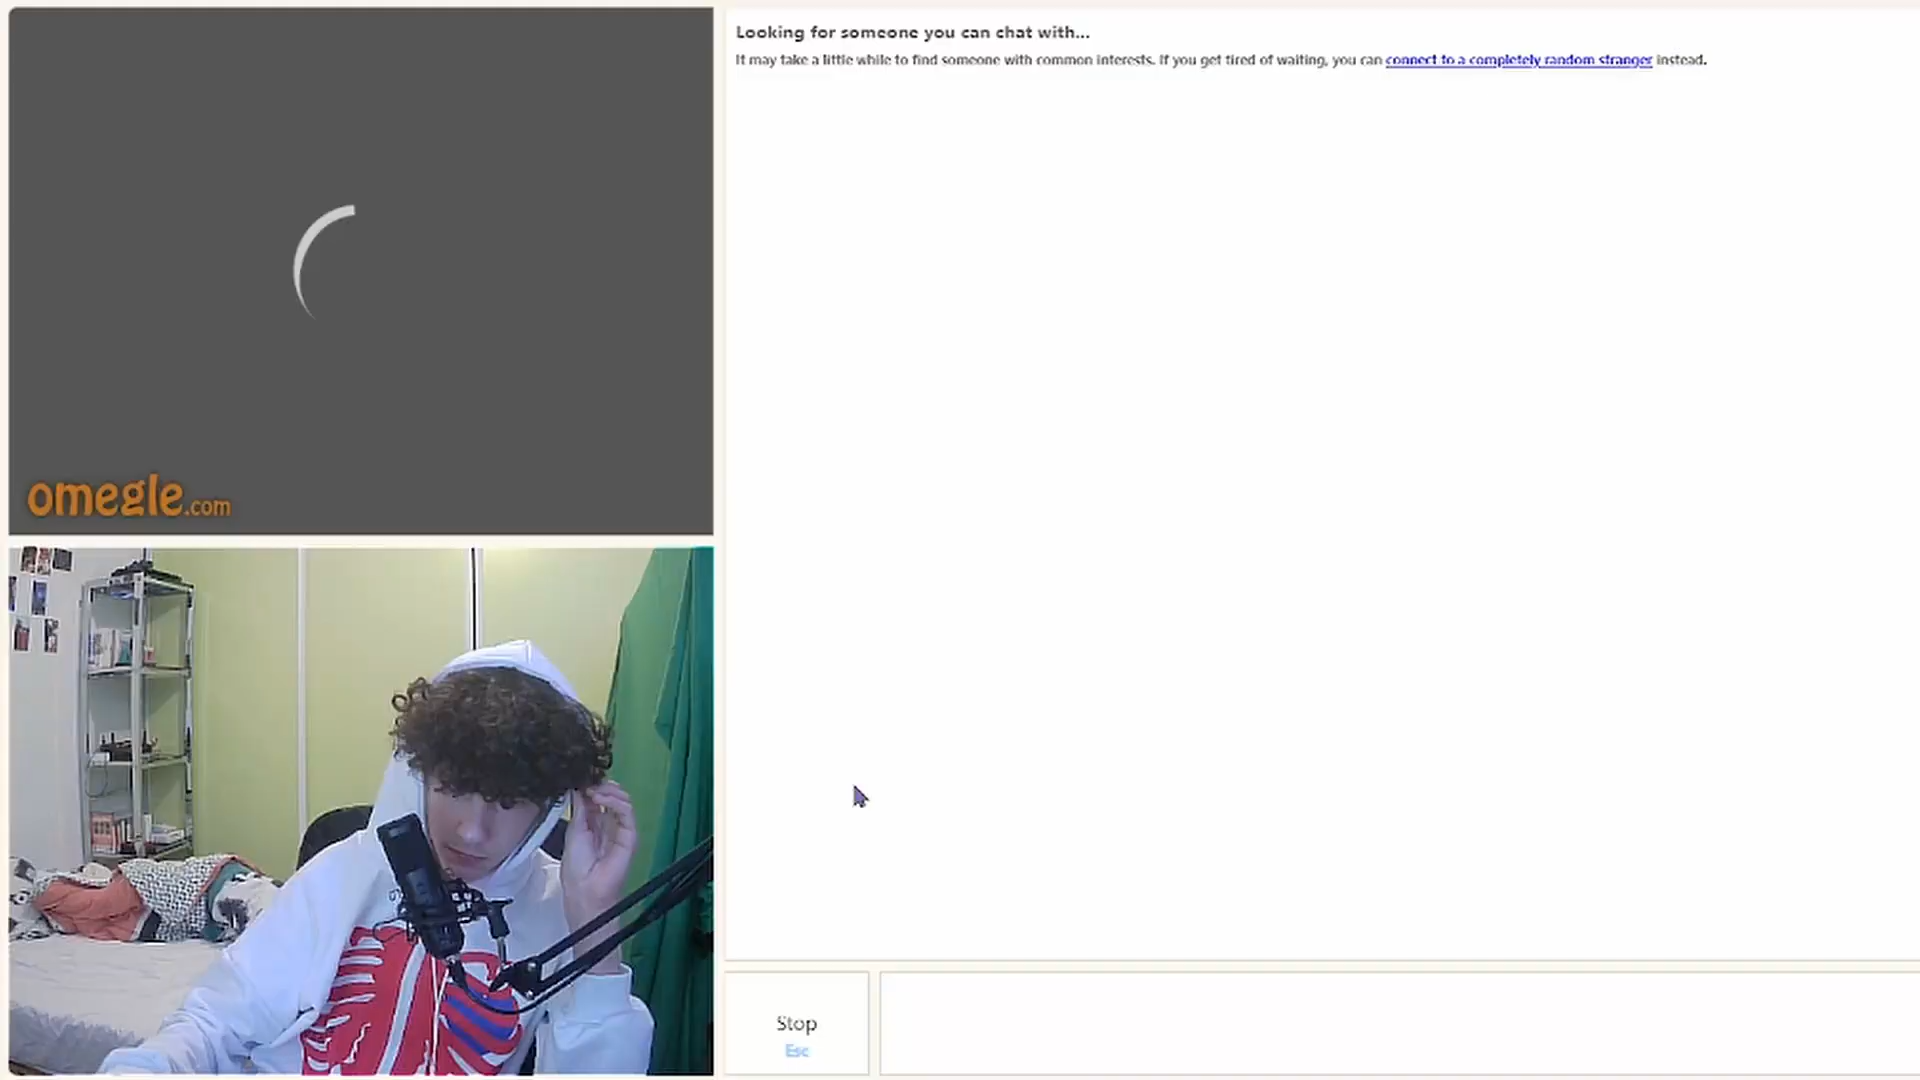 Looking for someone you can chat with...
It may take a little while to find someone with common interests. If you get tired of waiting, you can connect to a completely random stranger instead.
omegle.com
Stop
Esc